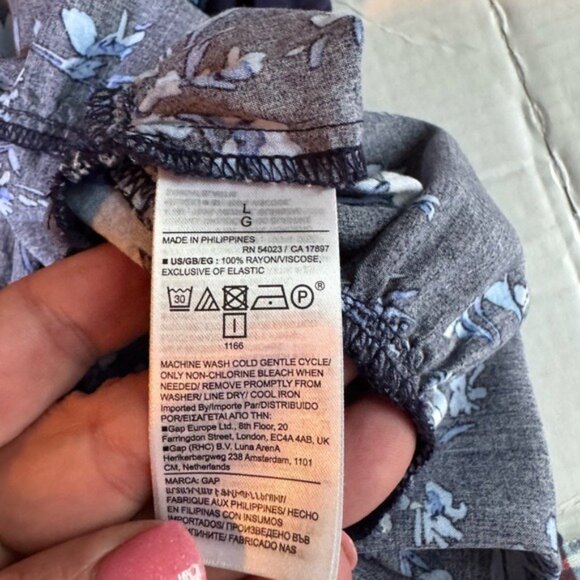 L
G
MADE IN PHILIPPINES
RN 54023 / CA 17897
■ US/GB/EG : 100% RAYON/VISCOSE,
EXCLUSIVE OF ELASTIC
30 P®
1166
MACHINE WASH COLD GENTLE CYCLE/
ONLY NON-CHLORINE BLEACH WHEN
NEEDED/ REMOVE PROMPTLY FROM
WASHER/ LINE DRY/ COOL IRON
Imported By/Importe Par/DISTRIBUIDO
POR/ΕΙΣΑΓΕΤΑΙ ΑΠΟ ΤΗΝ:
■Gap Europe Ltd., 8th Floor, 20
Farringdon Street, London, EC4A 4AB, UK
■Gap (RHC) B.V. Luna ArenA
Herikerbergweg 238 Amsterdam, 1101
CM, Netherlands
MARCA: GAP
FABRIQUE AUX PHILIPPINES/ HECHO
EN FILIPINAS CON INSUMOS
IMPORTADOS/ ПРОИЗВЕДЕНО ВЪВ
FABRICADO NAS